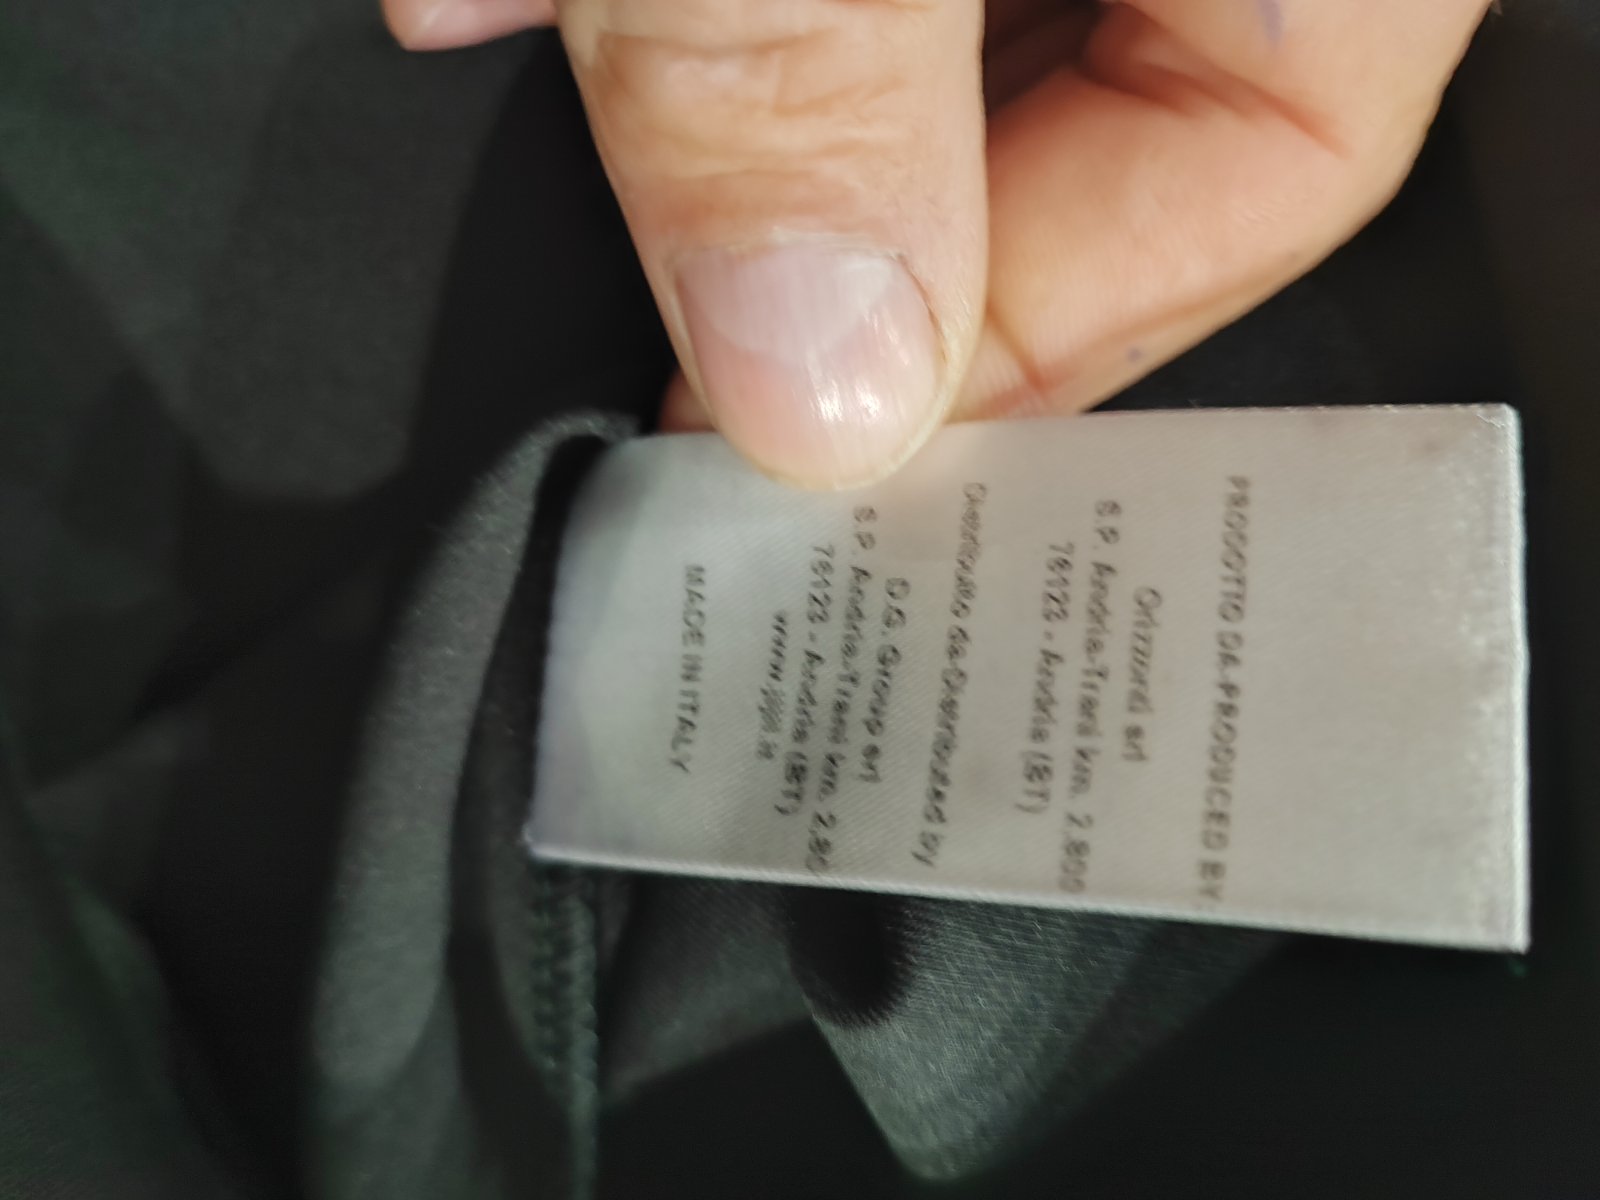 PRODOTTO DA-PRODUCED BY:
Orizzonti srl
S.P. Andria-Trani km. 2.800
76123 - Andria (BT)
Distribuito da-Distributed by
D.G. Group srl
S.P. Andria-Trani km. 2.800
76123 - Andria (BT)
MADE IN ITALY